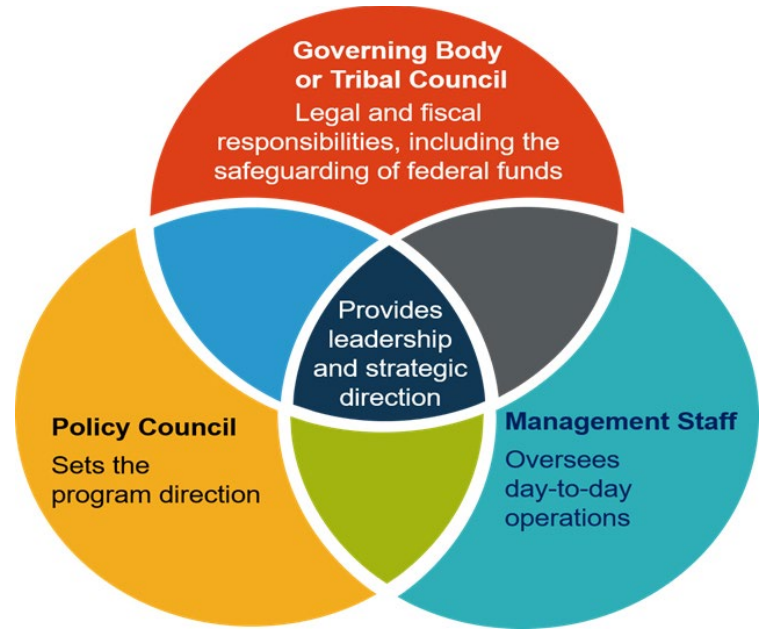 Governing Body
or Tribal Council
Legal and fiscal
responsibilities, including the
safeguarding of federal funds
Provides
leadership
and strategic
direction
Policy Council
Sets the
program direction
Management Staff
Oversees
day-to-day
operations